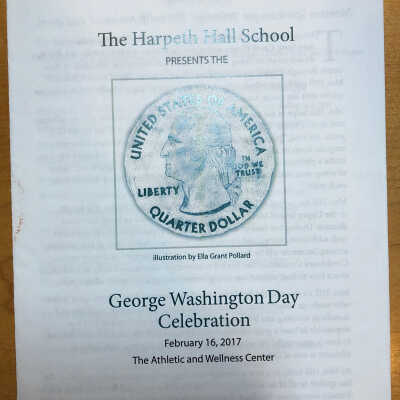 The Harpeth Hall School
PRESENTS THE
UNITED STATES OF AMERICA
IN
GOD WE
TRUST
LIBERTY
QUARTER DOLLAR
illustration by Ella Grant Pollard
George Washington Day
Celebration
February 16, 2017
The Athletic and Wellness Center